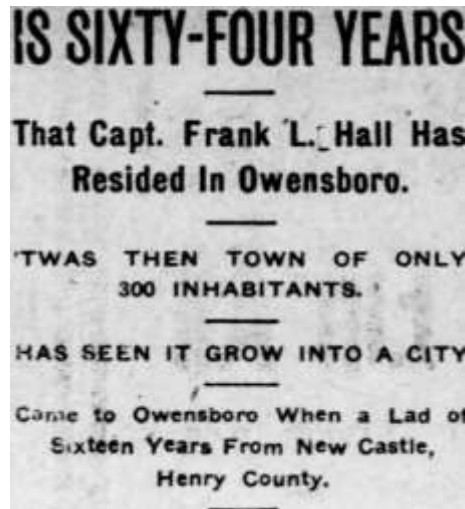 IS SIXTY-FOUR YEARS
That Capt. Frank L. Hall Has
Resided In Owensboro.
'TWAS THEN TOWN OF ONLY
300 INHABITANTS.
HAS SEEN IT GROW INTO A CITY
Came to Owensboro When a Lad of
Sixteen Years From New Castle,
Henry County.